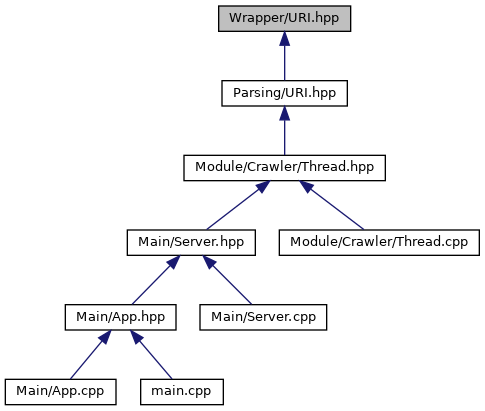 Wrapper/URI.hpp
Parsing/URI.hpp
Module/Crawler/Thread.hpp
Main/Server.hpp
Module/Crawler/Thread.cpp
Main/App.hpp
Main/Server.cpp
Main/App.cpp
main.cpp